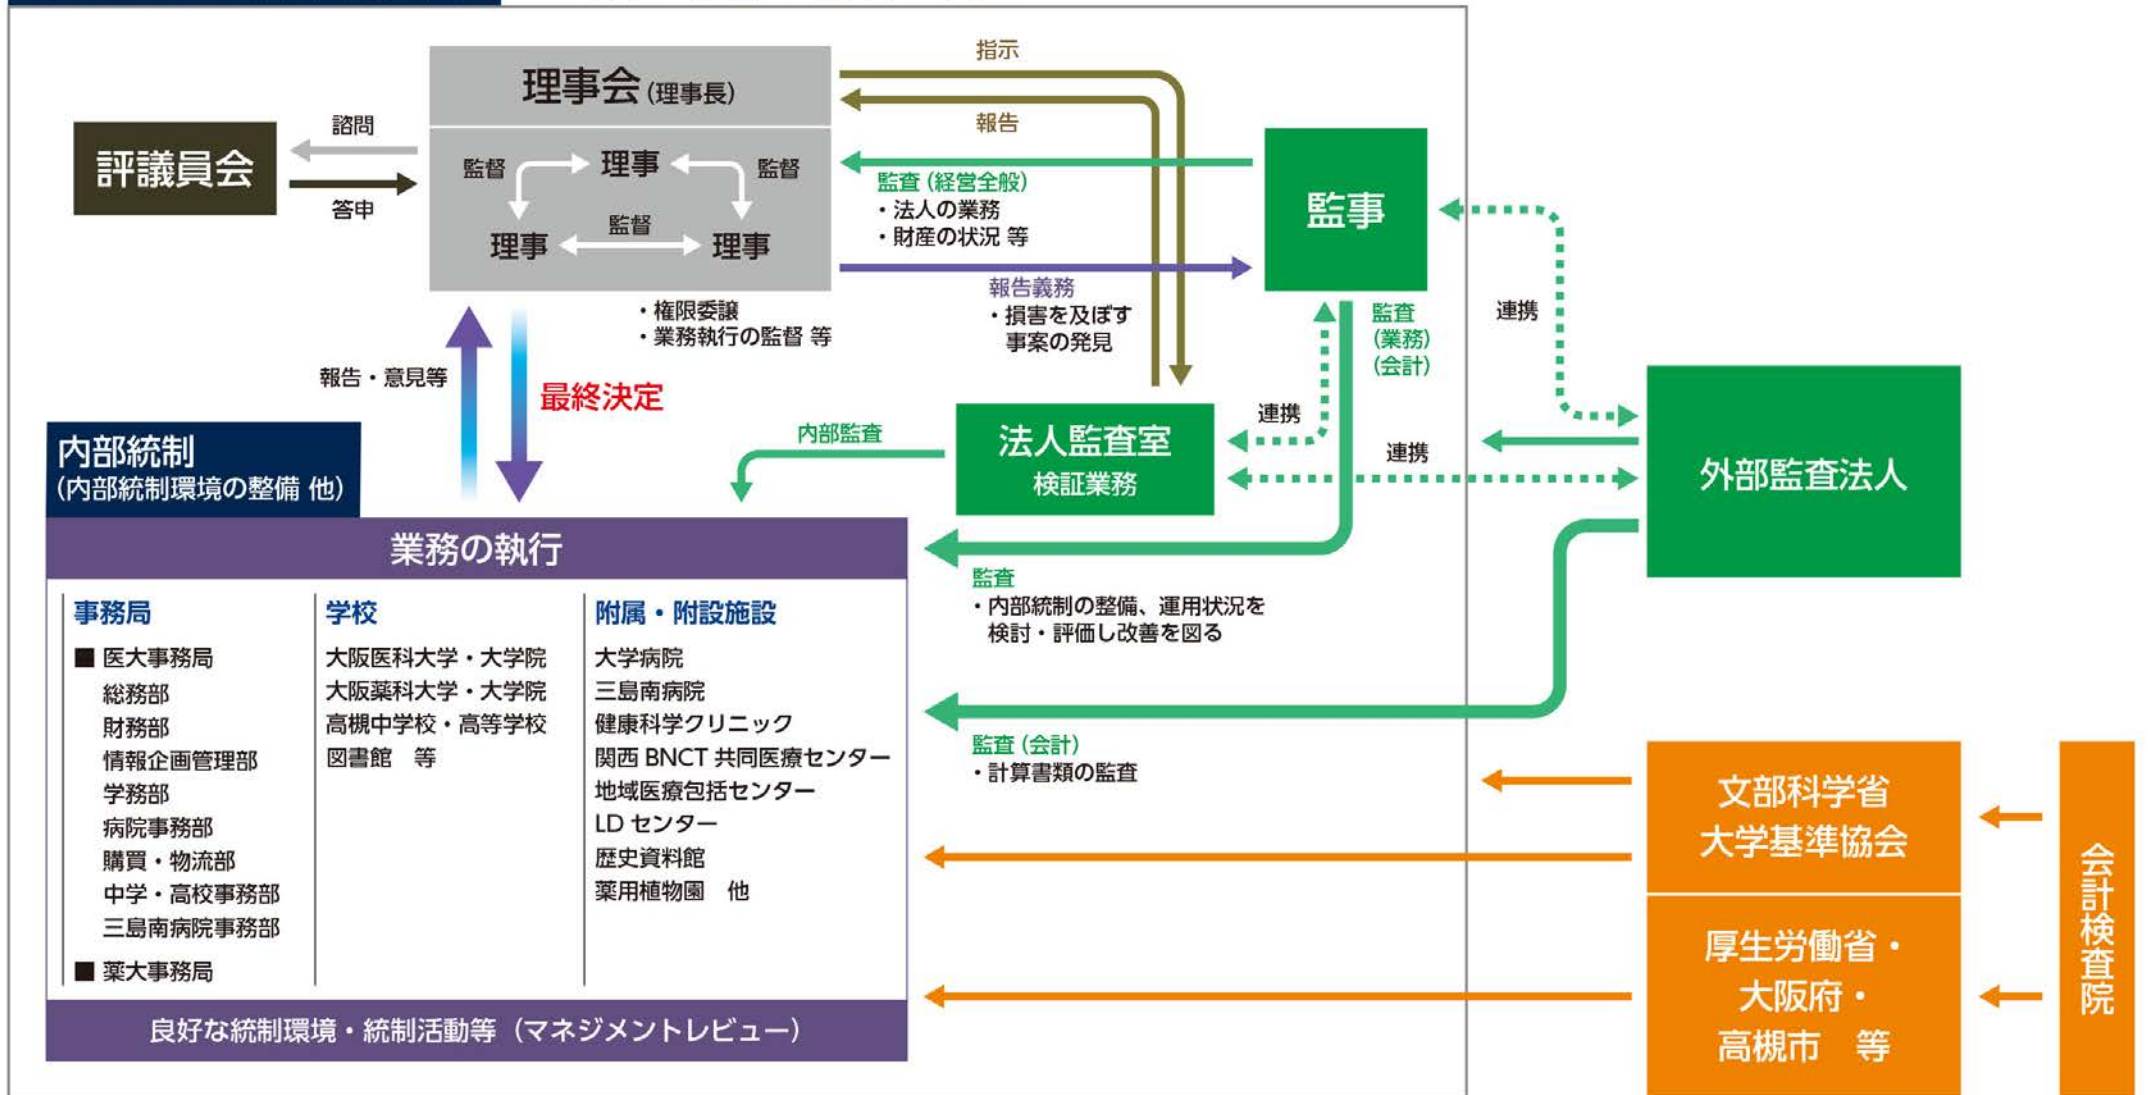 理事会(理事長)
監督
理事
監督
理事
監督
理事
評議員会
諮問
答申
指示
報告
監査(経営全般)
・法人の業務
・財産の状況 等
報告義務
・損害を及ぼす
事案の発見
監事
監査
(業務)
(会計)
連携
・権限委譲
・業務執行の監督 等
報告・意見等
最終決定
内部監査
法人監査室
検証業務
連携
連携
外部監査法人
内部統制
(内部統制環境の整備 他)
業務の執行
事務局
■ 医大事務局
総務部
財務部
情報企画管理部
学務部
病院事務部
購買・物流部
中学・高校事務部
三島南病院事務部
■ 薬大事務局
学校
大阪医科大学・大学院
大阪薬科大学・大学院
高槻中学校・高等学校
図書館 等
附属・附設施設
大学病院
三島南病院
健康科学クリニック
関西 BNCT 共同医療センター
地域医療包括センター
LD センター
歴史資料館
薬用植物園 他
良好な統制環境・統制活動等(マネジメントレビュー)
監査
・内部統制の整備、運用状況を
検討・評価し改善を図る
監査(会計)
・計算書類の監査
文部科学省
大学基準協会
厚生労働省・
大阪府・
高槻市 等
会計検査院